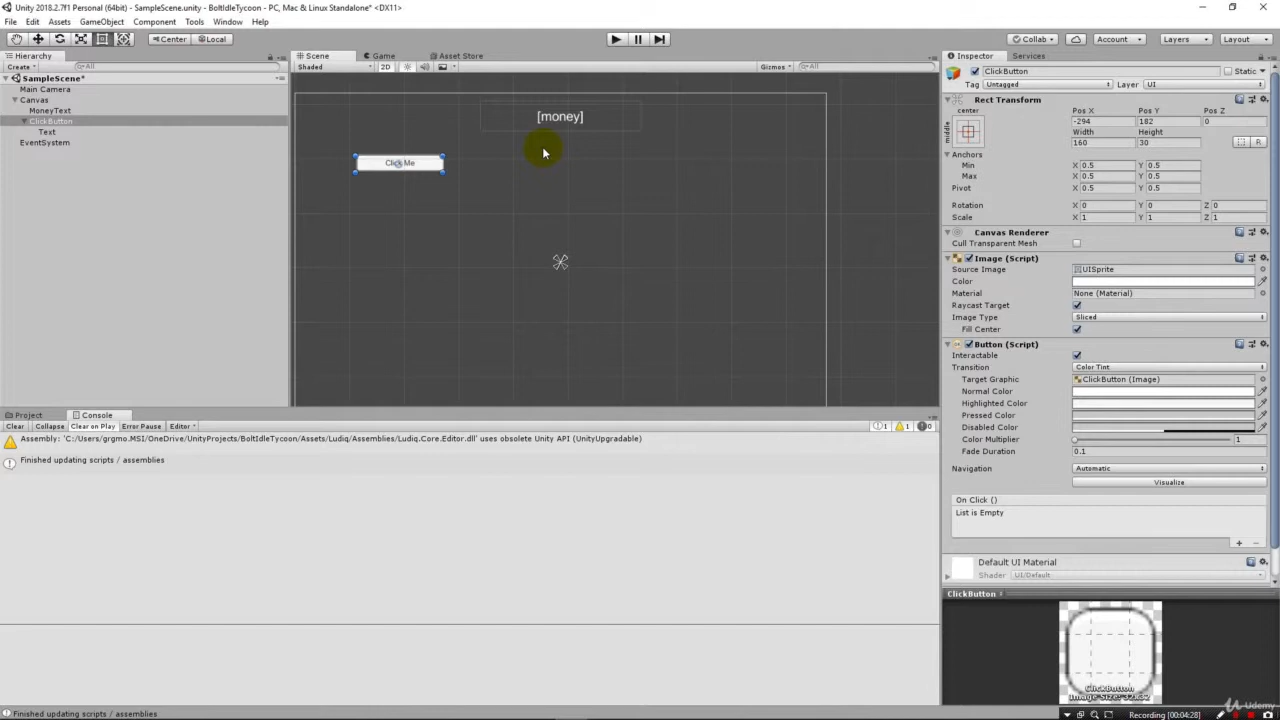 Unity 2018.2.7f1 Personal (64bit) - SampleScene.unity - BoltIdleTycoon - PC, Mac & Linux Standalone* <DX11>
File Edit Assets GameObject Component Tools Window Help
Center Local Collab Account Layers Layout
Hierarchy Scene Game Asset Store Inspector Services
Create All Shaded 2D Gizmos All ClickButton Static
SampleScene* Tag Untagged Layer UI
Main Camera
Canvas Rect Transform
MoneyText [money] center Pos X Pos Y Pos Z
ClickButton middle -294 182 0
Text Width Height
EventSystem 160 30 R
Click Me Anchors
Min X 0.5 Y 0.5
Max X 0.5 Y 0.5
Pivot X 0.5 Y 0.5
Rotation X 0 Y 0 Z 0
Scale X 1 Y 1 Z 1
Canvas Renderer
Cull Transparent Mesh
Image (Script)
Source Image UISprite
Color
Material None (Material)
Raycast Target
Image Type Sliced
Fill Center
Button (Script)
Interactable
Transition Color Tint
Target Graphic ClickButton (Image)
Normal Color
Highlighted Color
Pressed Color
Disabled Color
Color Multiplier 1
Fade Duration 0.1
Navigation Automatic
Visualize
On Click ()
List is Empty
Default UI Material
Shader UI/Default
Project Console
Clear Collapse Clear on Play Error Pause Editor 1 1 0
Assembly: 'C:/Users/grgmo.MSI/OneDrive/UnityProjects/BoltIdleTycoon/Assets/Ludiq/Assemblies/Ludiq.Core.Editor.dll' uses obsolete Unity API (UnityUpgradable)
Finished updating scripts / assemblies
ClickButton
ClickButton
Image Size: 32x32
Finished updating scripts / assemblies
Recording [00:04:28]
Udemy